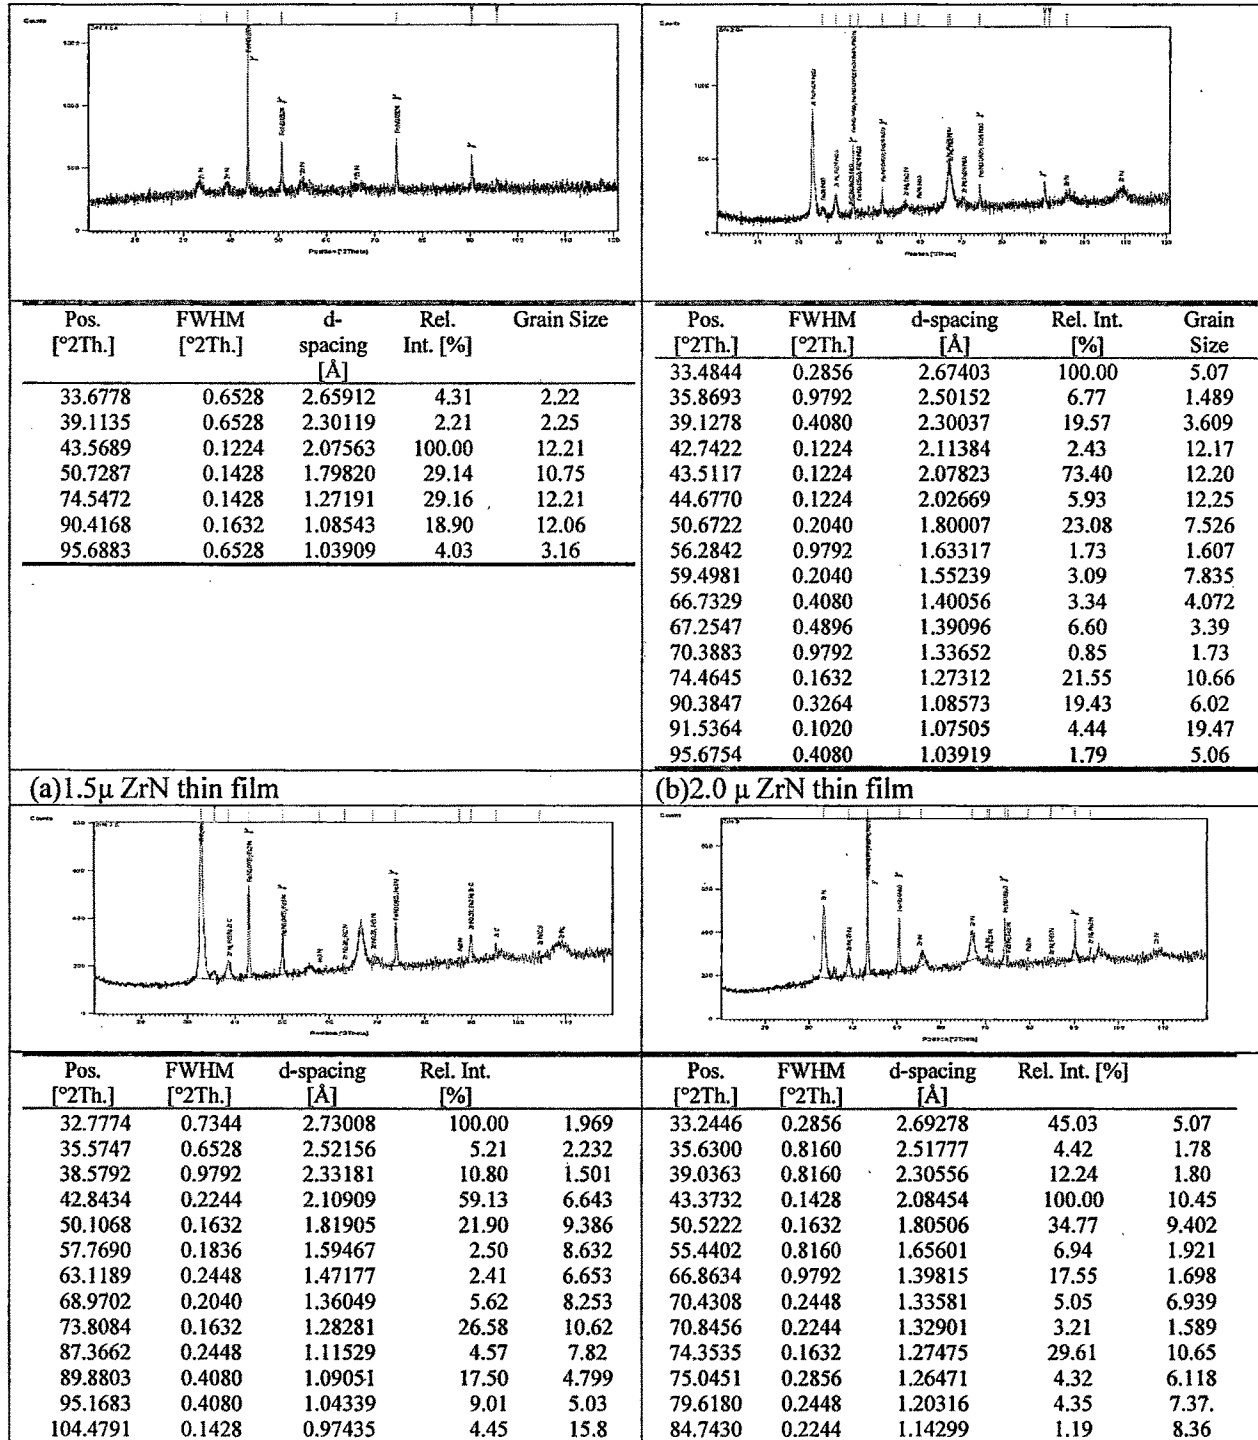 Counts
Position [°2Theta]
Counts
Position [°2Theta]
Pos. [°2Th.] FWHM [°2Th.] d-spacing [Å] Rel. Int. [%] Grain Size
33.6778 0.6528 2.65912 4.31 2.22
39.1135 0.6528 2.30119 2.21 2.25
43.5689 0.1224 2.07563 100.00 12.21
50.7287 0.1428 1.79820 29.14 10.75
74.5472 0.1428 1.27191 29.16 12.21
90.4168 0.1632 1.08543 18.90 12.06
95.6883 0.6528 1.03909 4.03 3.16
Pos. [°2Th.] FWHM [°2Th.] d-spacing [Å] Rel. Int. [%] Grain Size
33.4844 0.2856 2.67403 100.00 5.07
35.8693 0.9792 2.50152 6.77 1.489
39.1278 0.4080 2.30037 19.57 3.609
42.7422 0.1224 2.11384 2.43 12.17
43.5117 0.1224 2.07823 73.40 12.20
44.6770 0.1224 2.02669 5.93 12.25
50.6722 0.2040 1.80007 23.08 7.526
56.2842 0.9792 1.63317 1.73 1.607
59.4981 0.2040 1.55239 3.09 7.835
66.7329 0.4080 1.40056 3.34 4.072
67.2547 0.4896 1.39096 6.60 3.39
70.3883 0.9792 1.33652 0.85 1.73
74.4645 0.1632 1.27312 21.55 10.66
90.3847 0.3264 1.08573 19.43 6.02
91.5364 0.1020 1.07505 4.44 19.47
95.6754 0.4080 1.03919 1.79 5.06
(a)1.5μ ZrN thin film
(b)2.0 μ ZrN thin film
Counts
Position [°2Theta]
Counts
Position [°2Theta]
Pos. [°2Th.] FWHM [°2Th.] d-spacing [Å] Rel. Int. [%]
32.7774 0.7344 2.73008 100.00 1.969
35.5747 0.6528 2.52156 5.21 2.232
38.5792 0.9792 2.33181 10.80 1.501
42.8434 0.2244 2.10909 59.13 6.643
50.1068 0.1632 1.81905 21.90 9.386
57.7690 0.1836 1.59467 2.50 8.632
63.1189 0.2448 1.47177 2.41 6.653
68.9702 0.2040 1.36049 5.62 8.253
73.8084 0.1632 1.28281 26.58 10.62
87.3662 0.2448 1.11529 4.57 7.82
89.8803 0.4080 1.09051 17.50 4.799
95.1683 0.4080 1.04339 9.01 5.03
104.4791 0.1428 0.97435 4.45 15.8
Pos. [°2Th.] FWHM [°2Th.] d-spacing [Å] Rel. Int. [%]
33.2446 0.2856 2.69278 45.03 5.07
35.6300 0.8160 2.51777 4.42 1.78
39.0363 0.8160 2.30556 12.24 1.80
43.3732 0.1428 2.08454 100.00 10.45
50.5222 0.1632 1.80506 34.77 9.402
55.4402 0.8160 1.65601 6.94 1.921
66.8634 0.9792 1.39815 17.55 1.698
70.4308 0.2448 1.33581 5.05 6.939
70.8456 0.2244 1.32901 3.21 1.589
74.3535 0.1632 1.27475 29.61 10.65
75.0451 0.2856 1.26471 4.32 6.118
79.6180 0.2448 1.20316 4.35 7.37.
84.7430 0.2244 1.14299 1.19 8.36